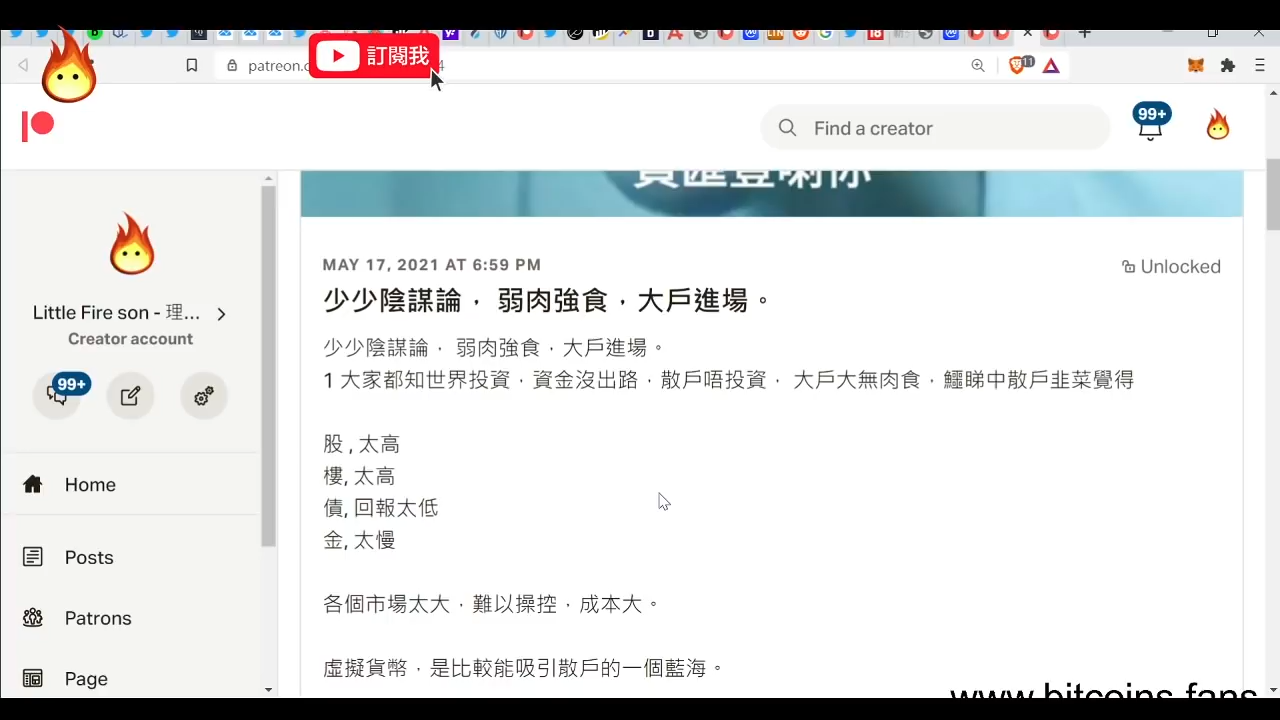 訂閱我
patreon.c
4
11
Find a creator
99+
Little Fire son - 理...
Creator account
99+
Home
Posts
Patrons
Page
MAY 17, 2021 AT 6:59 PM
Unlocked
少少陰謀論， 弱肉強食，大戶進場。
少少陰謀論， 弱肉強食，大戶進場。
1 大家都知世界投資，資金沒出路，散戶唔投資， 大戶大無肉食，鱷睇中散戶韭菜覺得
股 , 太高
樓, 太高
債, 回報太低
金, 太慢
各個市場太大，難以操控，成本大。
虛擬貨幣，是比較能吸引散戶的一個藍海。
www.bitcoins.fans